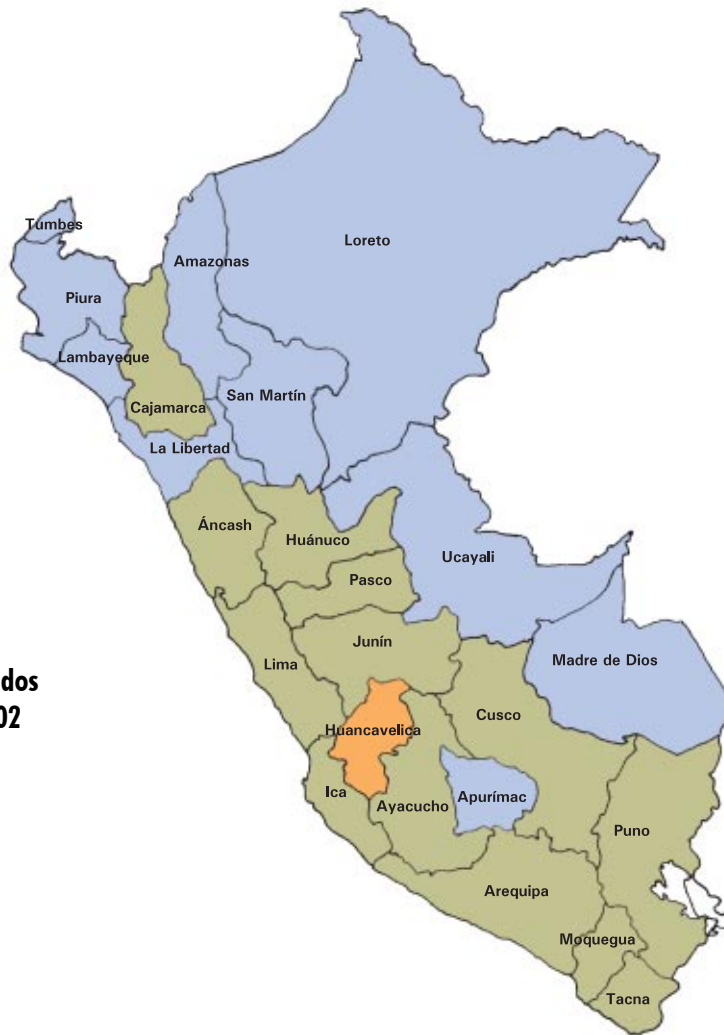 Tumbes
Loreto
Amazonas
Piura
Lambayeque
San Martín
Cajamarca
La Libertad
Áncash
Huánuco
Ucayali
Pasco
Junín
Lima
Madre de Dios
dos
02
Cusco
Huancavelica
Ica
Ayacucho
Apurímac
Puno
Arequipa
Moquegua
Tacna